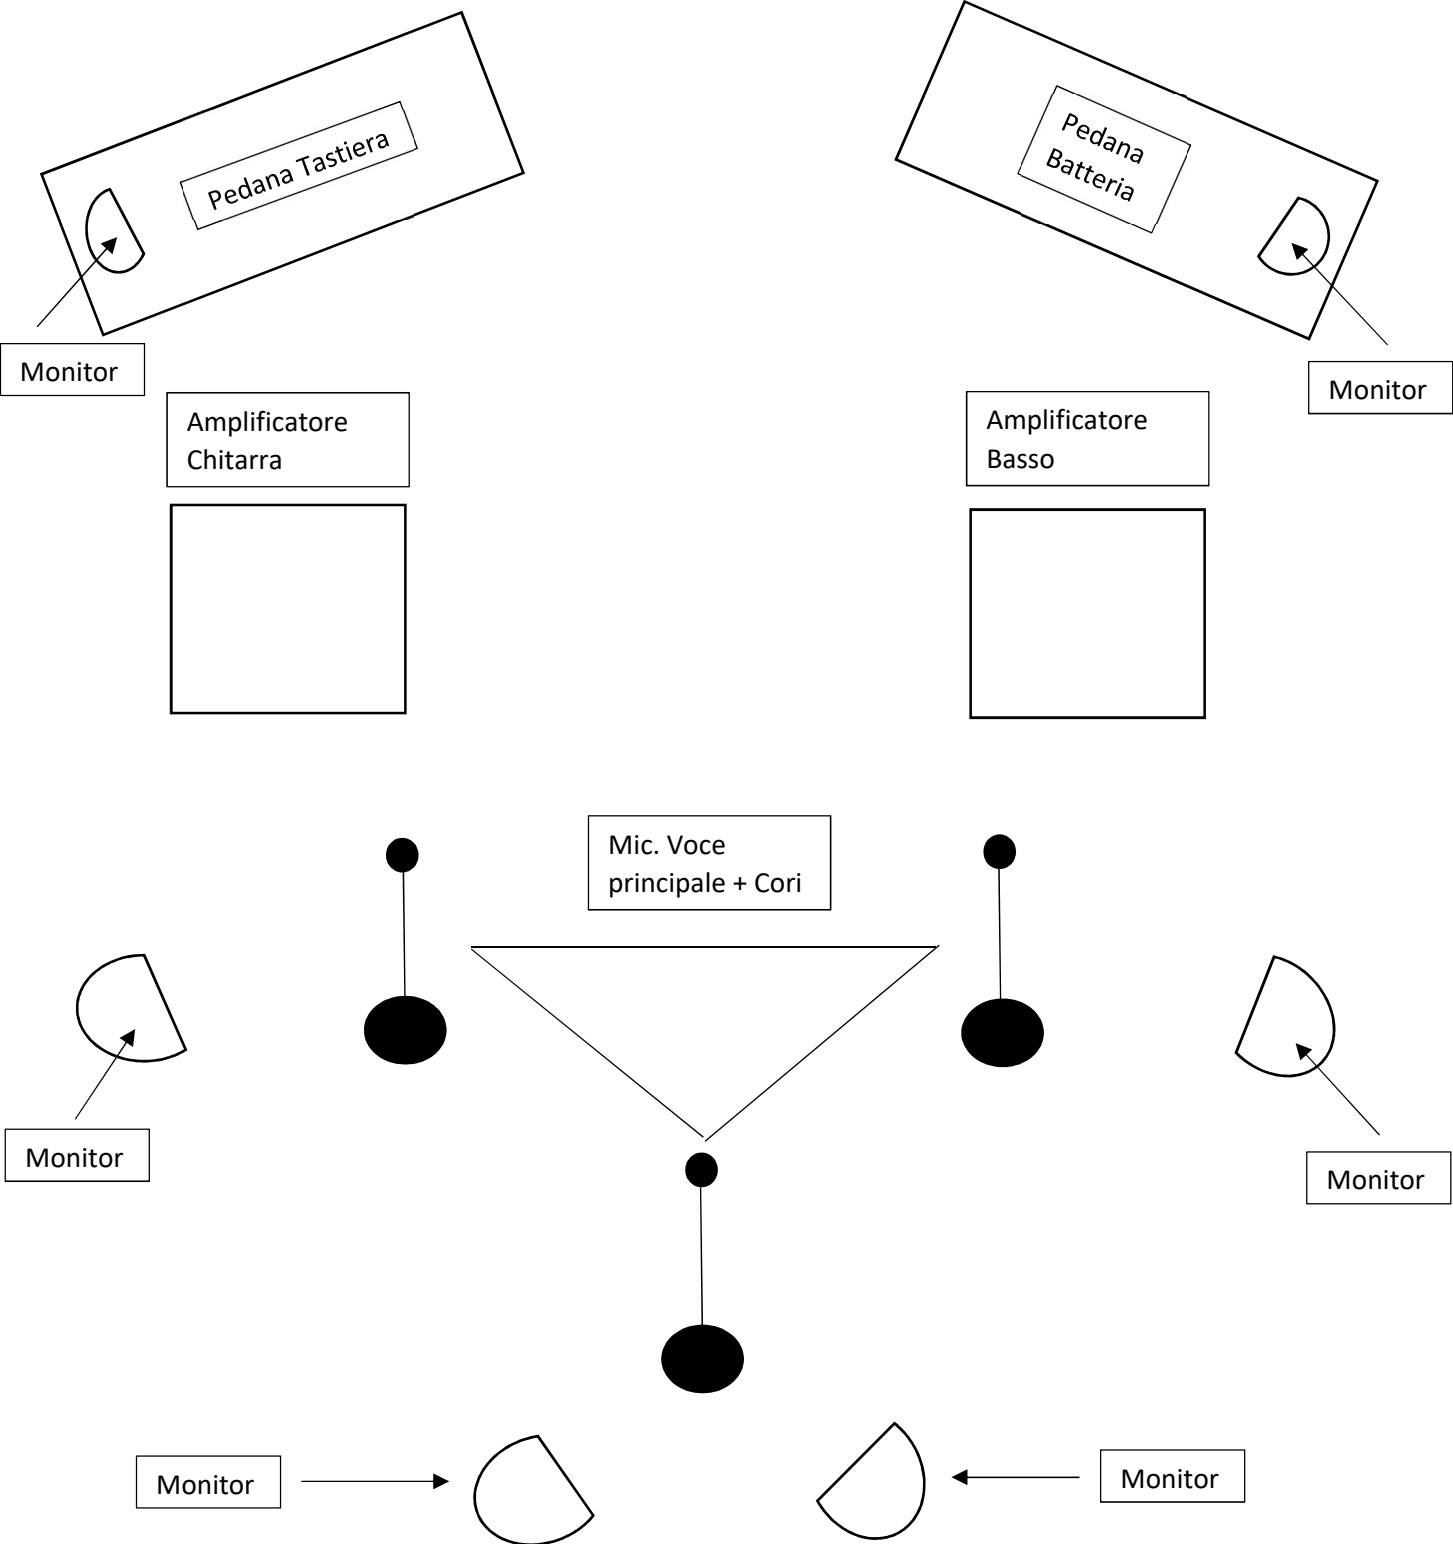 Pedana Tastiera
Pedana
Batteria
Monitor
Monitor
Amplificatore
Chitarra
Amplificatore
Basso
Mic. Voce
principale + Cori
Monitor
Monitor
Monitor
Monitor